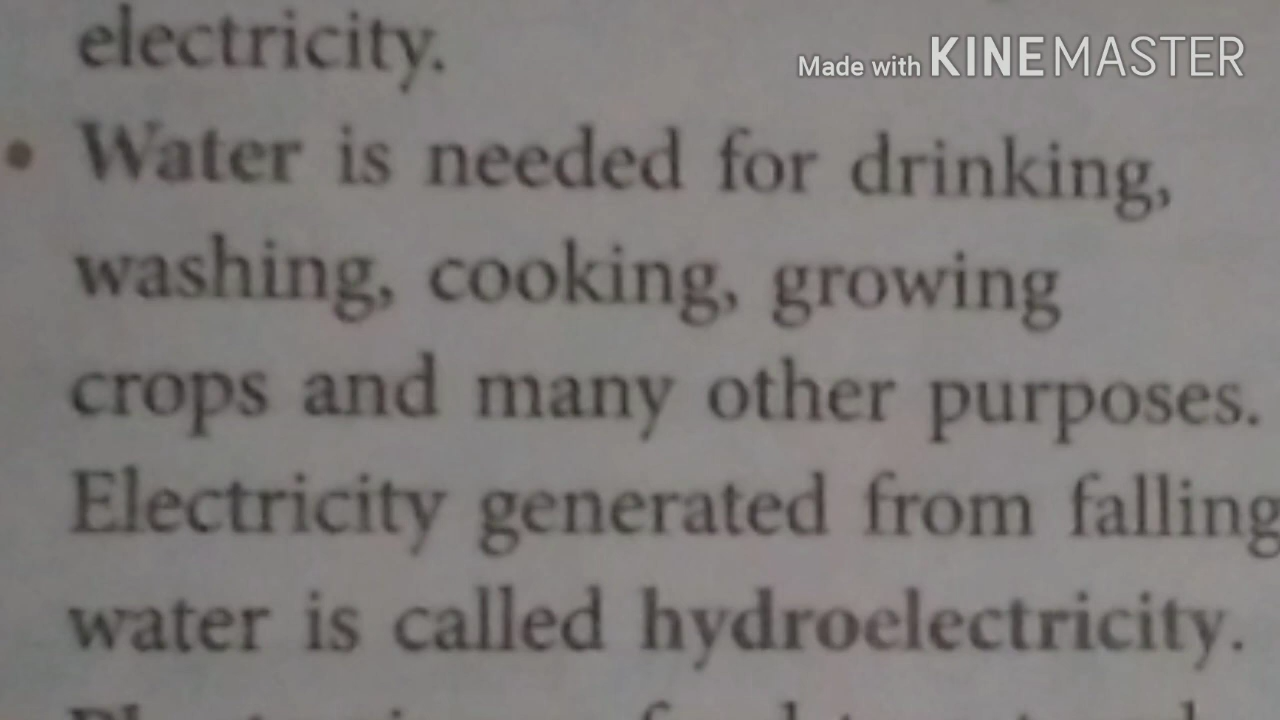 electricity.
Made with KINEMASTER
• Water is needed for drinking,
washing, cooking, growing
crops and many other purposes.
Electricity generated from falling
water is called hydroelectricity.